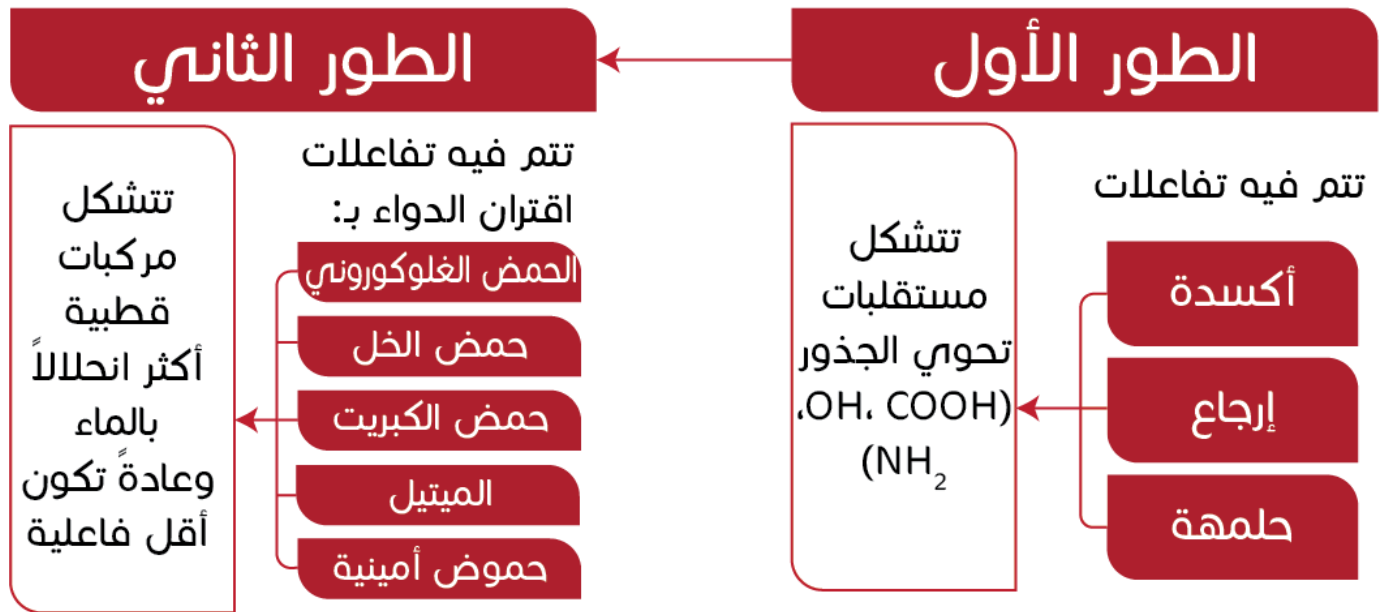 الطور الأول
تتم فيه تفاعلات
أكسدة
إرجاع
حلمهة
تتشكل
مستقلبات
تحوي الجذور
(OH، COOH،
NH₂)
الطور الثاني
تتم فيه تفاعلات
اقتران الدواء بـ:
الحمض الغلوكوروني
حمض الخل
حمض الكبريت
الميتيل
حموض أمينية
تتشكل
مركبات
قطبية
أكثر انحلالاً
بالماء
وعادةً تكون
أقل فاعلية